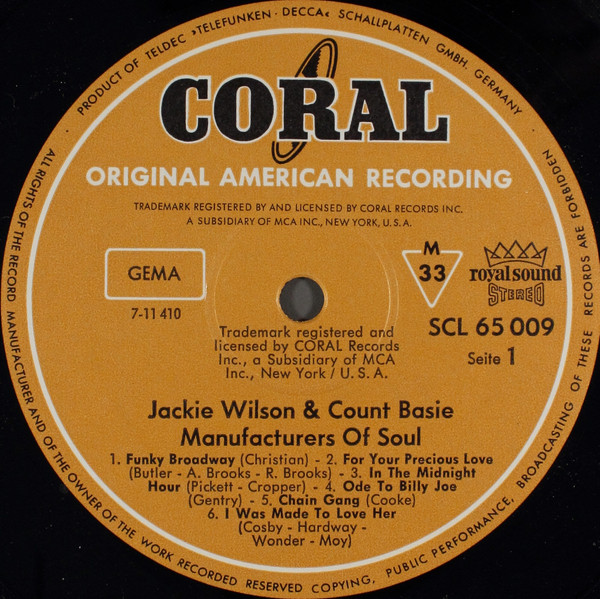 PRODUCT OF TELDEC »TELEFUNKEN · DECCA« SCHALLPLATTEN GMBH, GERMANY
CORAL
ORIGINAL AMERICAN RECORDING
TRADEMARK REGISTERED BY AND LICENSED BY CORAL RECORDS INC.
A SUBSIDIARY OF MCA INC., NEW YORK, U.S.A.
GEMA
7-11 410
M
33
royal sound
STEREO
SCL 65 009
Seite 1
Trademark registered and
licensed by CORAL Records
Inc., a Subsidiary of MCA
Inc., New York / U.S.A.
Jackie Wilson & Count Basie
Manufacturers Of Soul
1. Funky Broadway (Christian) - 2. For Your Precious Love
(Butler - A. Brooks - R. Brooks) - 3. In The Midnight
Hour (Pickett - Cropper) - 4. Ode To Billy Joe
(Gentry) - 5. Chain Gang (Cooke)
6. I Was Made To Love Her
(Cosby - Hardway -
Wonder - Moy)
ALL RIGHTS OF THE RECORD MANUFACTURER AND OF THE OWNER OF THE WORK RECORDED RESERVED COPYING, PUBLIC PERFORMANCE, BROADCASTING OF THESE RECORDS ARE FORBIDDEN